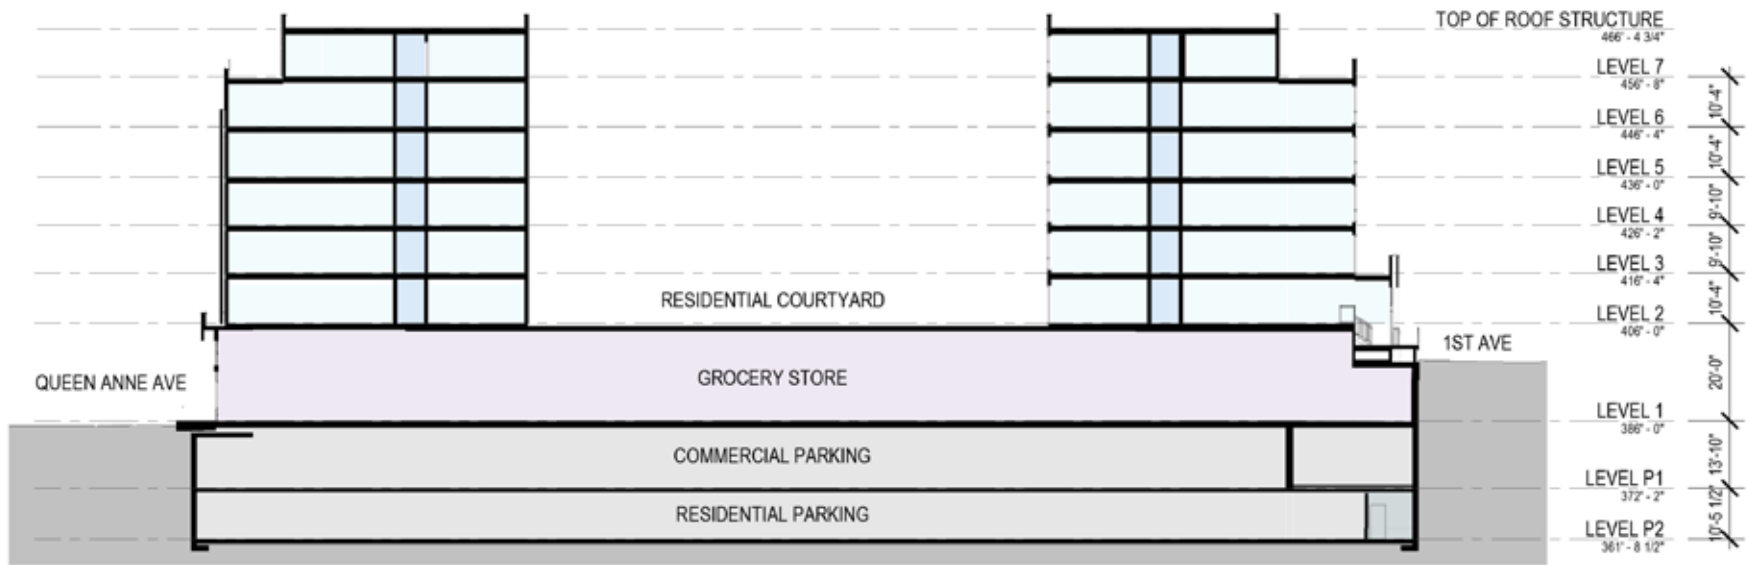 TOP OF ROOF STRUCTURE
466' - 4 3/4"
LEVEL 7
456' - 8"
10'-4"
LEVEL 6
446' - 4"
10'-4"
LEVEL 5
436' - 0"
9'-10"
LEVEL 4
426' - 2"
9'-10"
LEVEL 3
416' - 4"
10'-4"
RESIDENTIAL COURTYARD
LEVEL 2
406' - 0"
1ST AVE
QUEEN ANNE AVE
GROCERY STORE
20'-0"
LEVEL 1
386' - 0"
COMMERCIAL PARKING
13'-10"
LEVEL P1
372' - 2"
RESIDENTIAL PARKING
10'-5 1/2"
LEVEL P2
361' - 8 1/2"